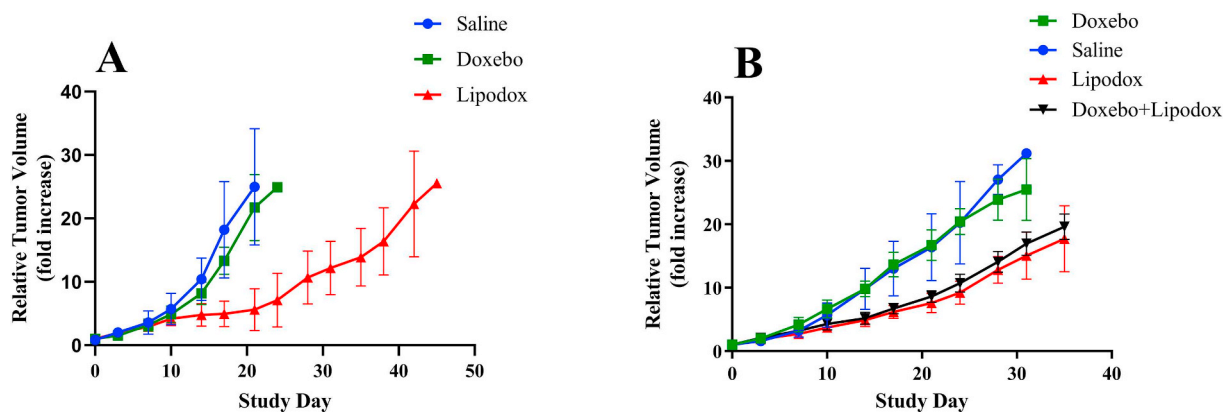 A
Saline
Doxebo
Lipodox
Relative Tumor Volume
(fold increase)
40
30
20
10
0
0
10
20
30
40
50
Study Day
B
Doxebo
Saline
Lipodox
Doxebo+Lipodox
Relative Tumor Volume
(fold increase)
40
30
20
10
0
0
10
20
30
40
Study Day